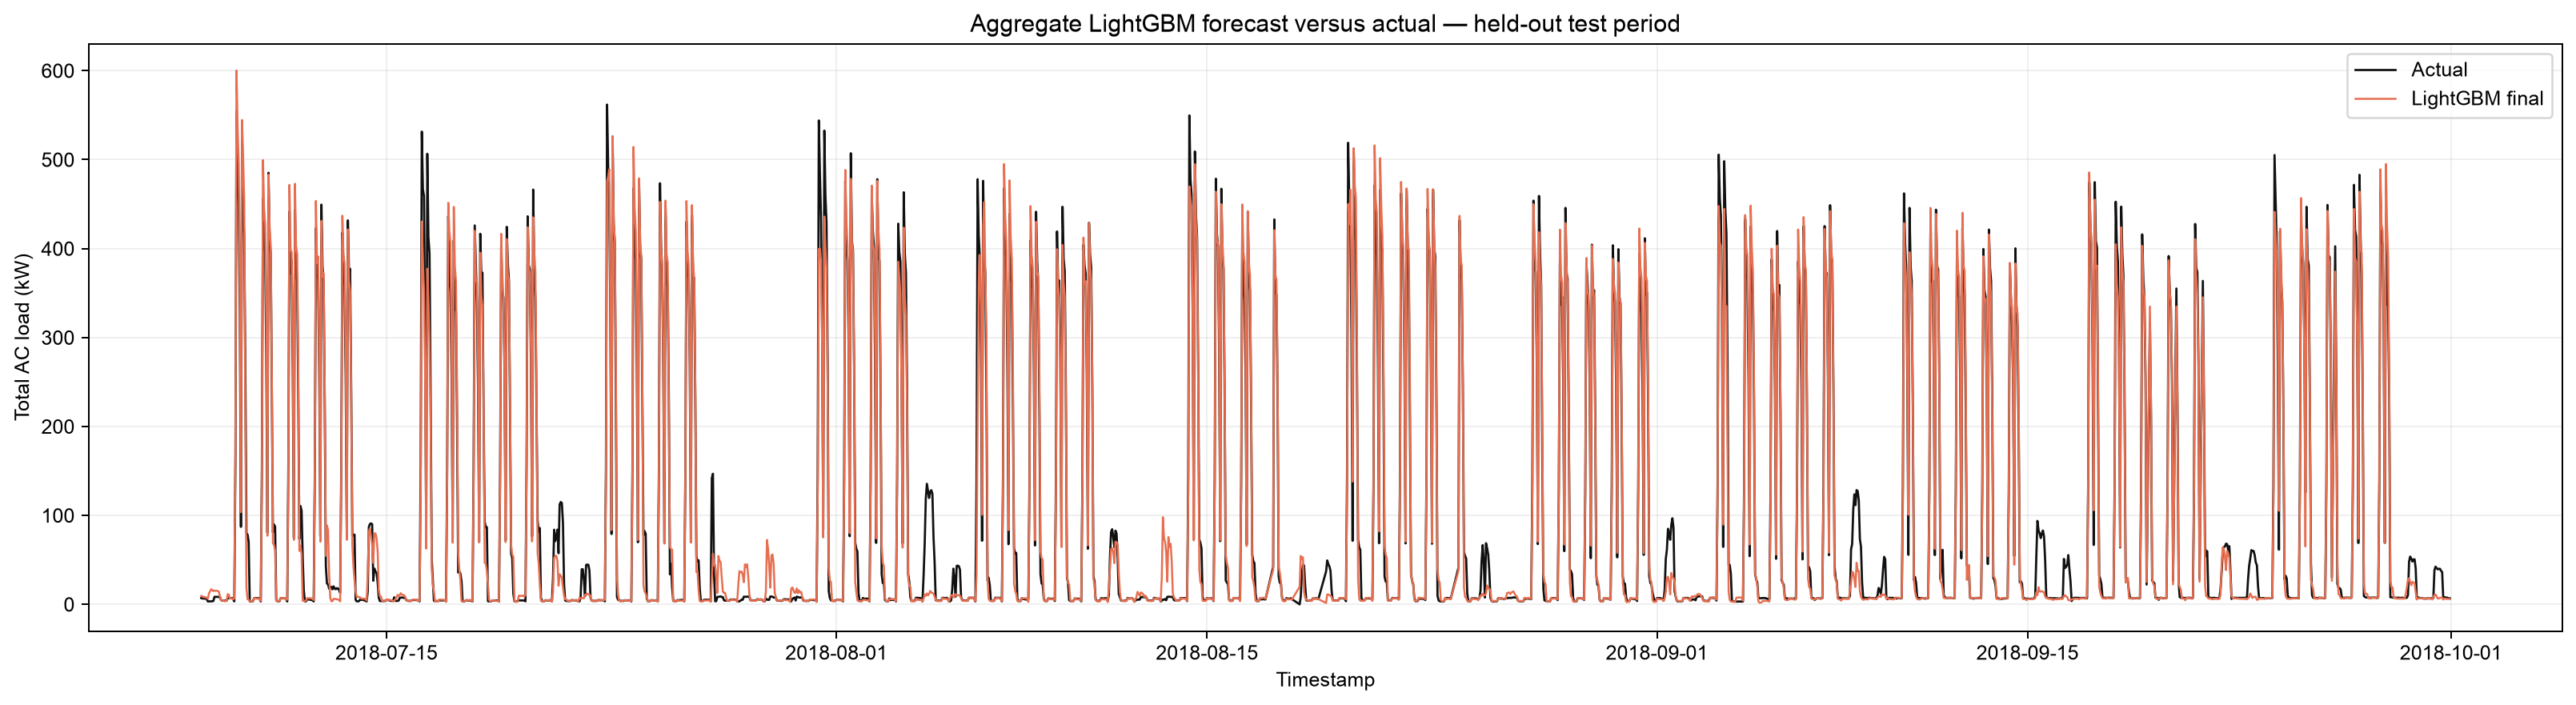 Aggregate LightGBM forecast versus actual — held-out test period
Actual
LightGBM final
Total AC load (kW)
600
500
400
300
200
100
0
2018-07-15
2018-08-01
2018-08-15
2018-09-01
2018-09-15
2018-10-01
Timestamp